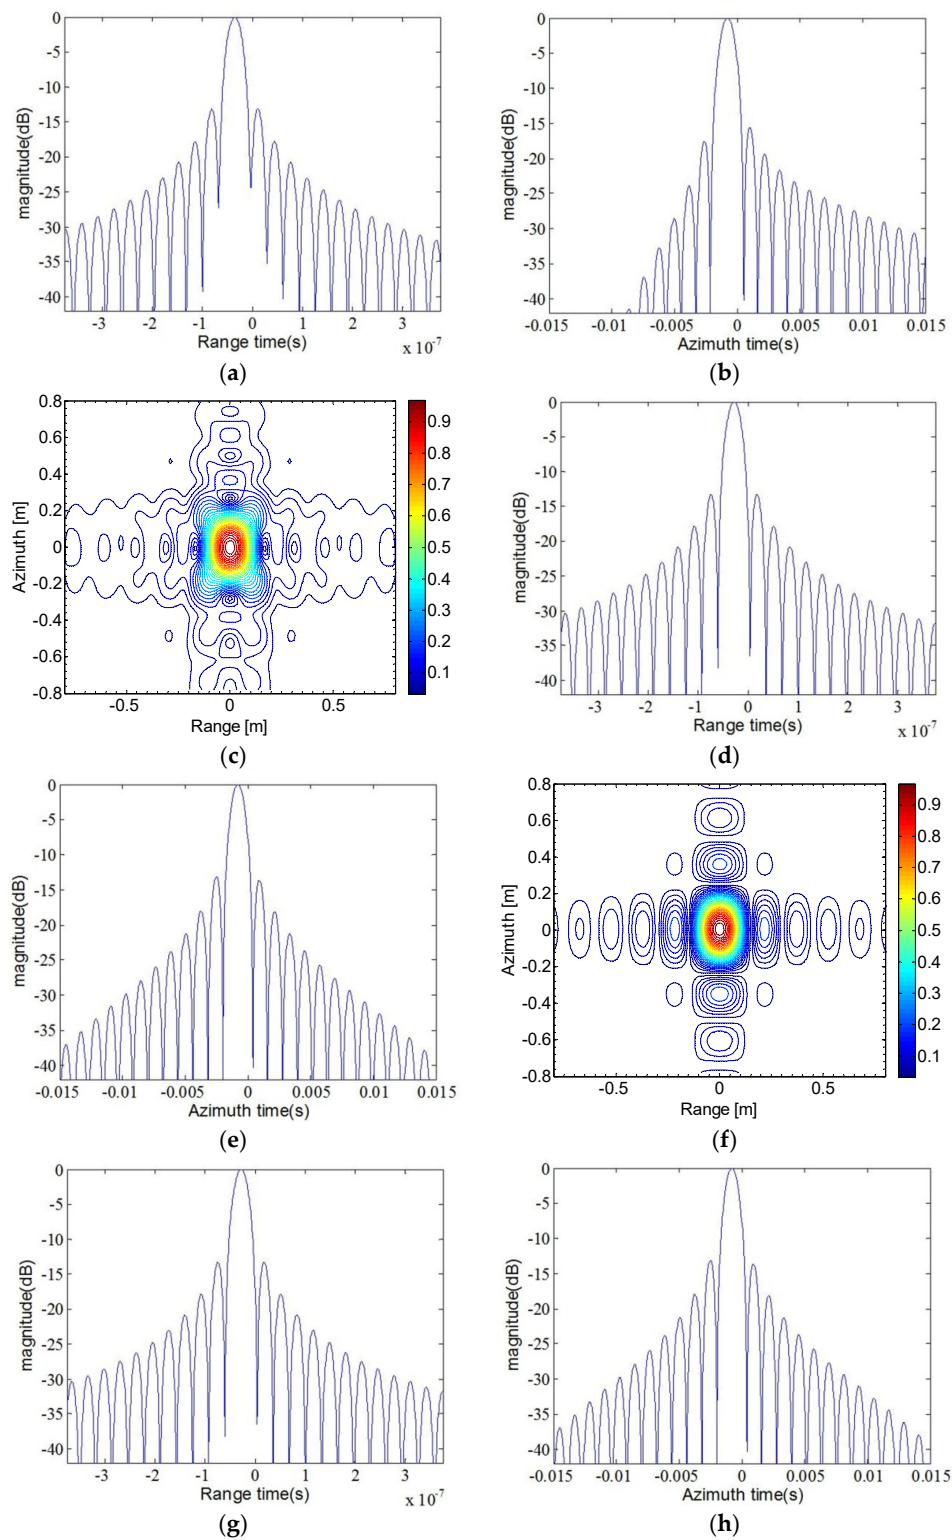 0
-5
-10
-15
-20
-25
-30
-35
-40
magnitude(dB)
-3 -2 -1 0 1 2 3
Range time(s)
x 10-7
(a)
0
-5
-10
-15
-20
-25
-30
-35
-40
magnitude(dB)
-0.015 -0.01 -0.005 0 0.005 0.01 0.015
Azimuth time(s)
(b)
0.8
0.6
0.4
0.2
0
-0.2
-0.4
-0.6
-0.8
Azimuth [m]
-0.5 0 0.5
Range [m]
0.9
0.8
0.7
0.6
0.5
0.4
0.3
0.2
0.1
(c)
0
-5
-10
-15
-20
-25
-30
-35
-40
magnitude(dB)
-3 -2 -1 0 1 2 3
Range time(s)
x 10-7
(d)
0
-5
-10
-15
-20
-25
-30
-35
-40
magnitude(dB)
-0.015 -0.01 -0.005 0 0.005 0.01 0.015
Azimuth time(s)
(e)
0.8
0.6
0.4
0.2
0
-0.2
-0.4
-0.6
-0.8
Azimuth [m]
-0.5 0 0.5
Range [m]
0.9
0.8
0.7
0.6
0.5
0.4
0.3
0.2
0.1
(f)
0
-5
-10
-15
-20
-25
-30
-35
-40
magnitude(dB)
-3 -2 -1 0 1 2 3
Range time(s)
x 10-7
(g)
0
-5
-10
-15
-20
-25
-30
-35
-40
magnitude(dB)
-0.015 -0.01 -0.005 0 0.005 0.01 0.015
Azimuth time(s)
(h)